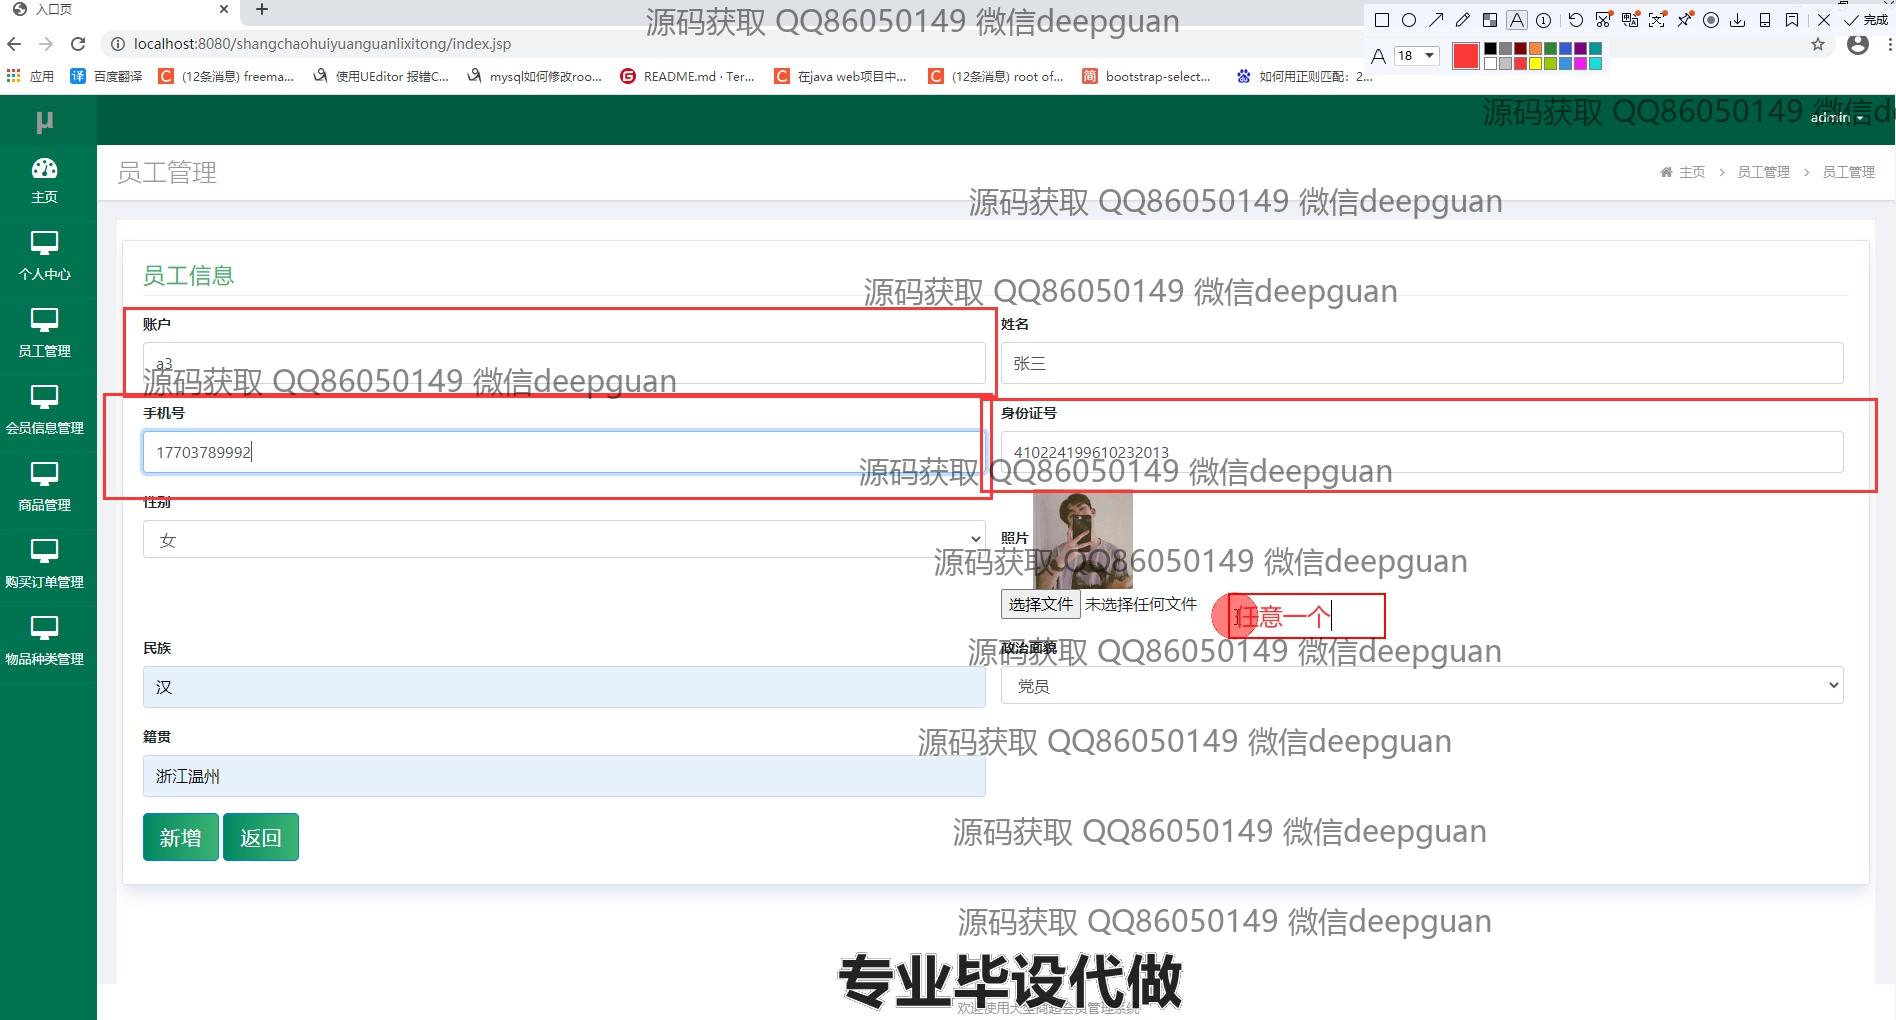 入口页
源码获取 QQ86050149 微信deepguan
完成
localhost:8080/shangchaohuiyuanguanlixitong/index.jsp
18
应用
百度翻译
(12条消息) freema...
使用UEditor 报错C...
mysql如何修改roo...
README.md · Ter...
在java web项目中...
(12条消息) root of...
bootstrap-select...
如何用正则匹配：2...
μ
源码获取 QQ86050149 微信de
admin
主页
个人中心
员工管理
会员信息管理
商品管理
购买订单管理
物品种类管理
员工管理
主页 > 员工管理 > 员工管理
源码获取 QQ86050149 微信deepguan
员工信息
源码获取 QQ86050149 微信deepguan
账户
姓名
a3
张三
源码获取 QQ86050149 微信deepguan
手机号
身份证号
17703789992
410224199610232013
源码获取 QQ86050149 微信deepguan
性别
女
照片
源码获取 QQ86050149 微信deepguan
选择文件 未选择任何文件
任意一个
民族
政治面貌
源码获取 QQ86050149 微信deepguan
汉
党员
籍贯
源码获取 QQ86050149 微信deepguan
浙江温州
新增
返回
源码获取 QQ86050149 微信deepguan
源码获取 QQ86050149 微信deepguan
专业毕设代做
欢迎使用大型商超会员管理系统